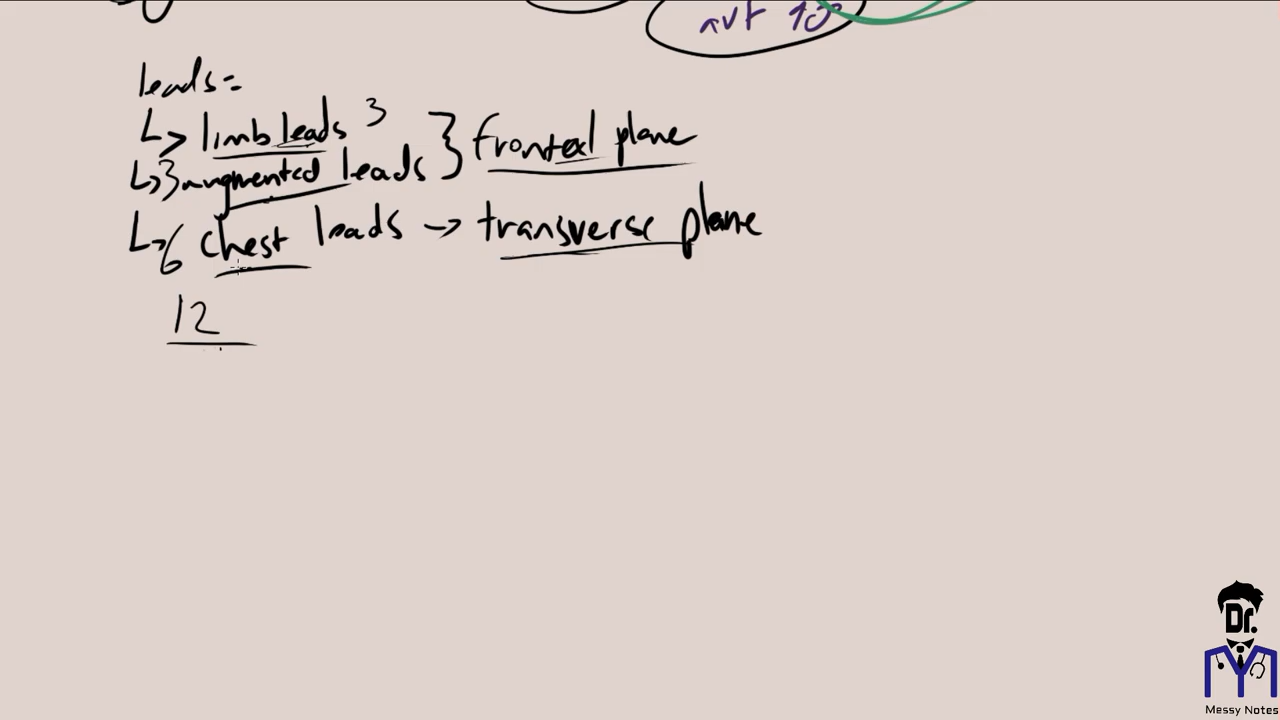 avf
leads=
↳ limb leads 3
↳ 3 augmented leads } frontal plane
↳ 6 chest leads → transverse plane
12
Dr.
Messy Notes